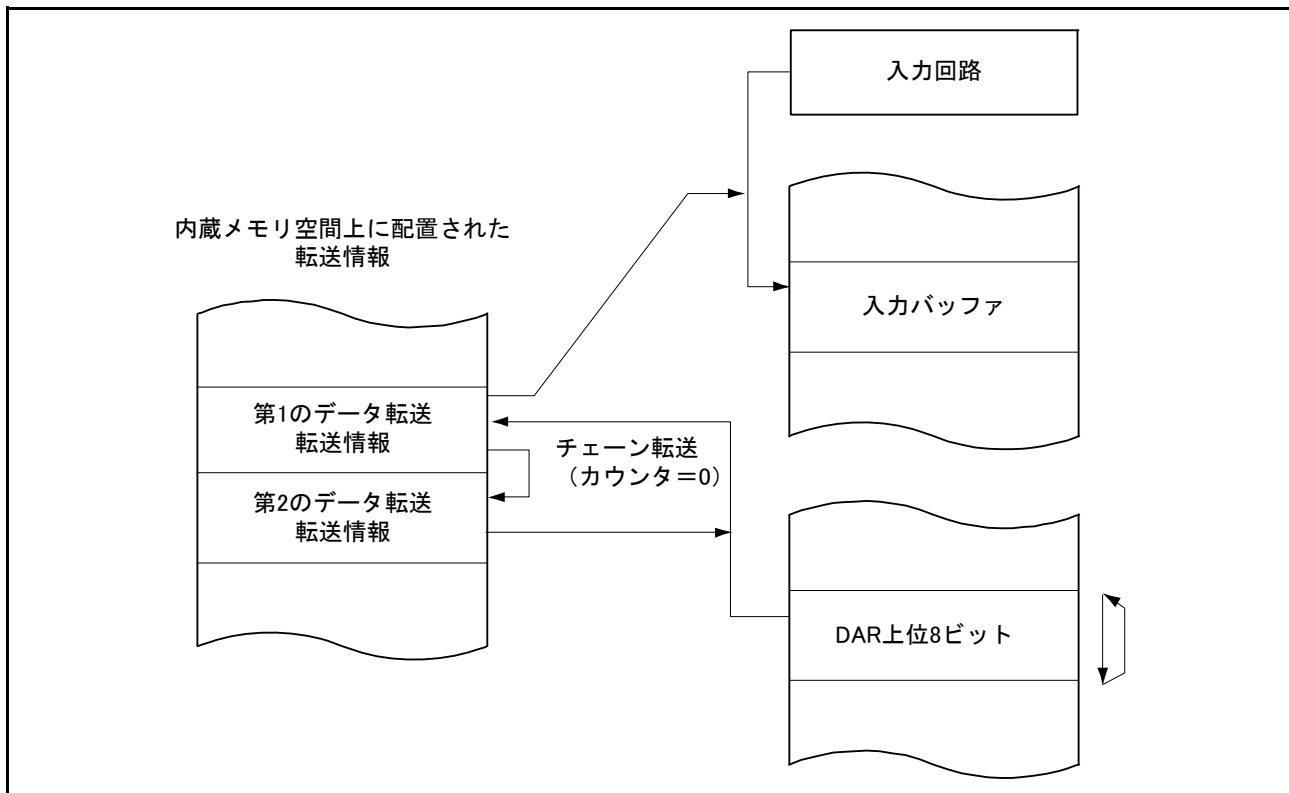 入力回路
内蔵メモリ空間上に配置された
転送情報
入力バッファ
第1のデータ転送
転送情報
チェーン転送
（カウンタ＝0）
第2のデータ転送
転送情報
DAR上位8ビット